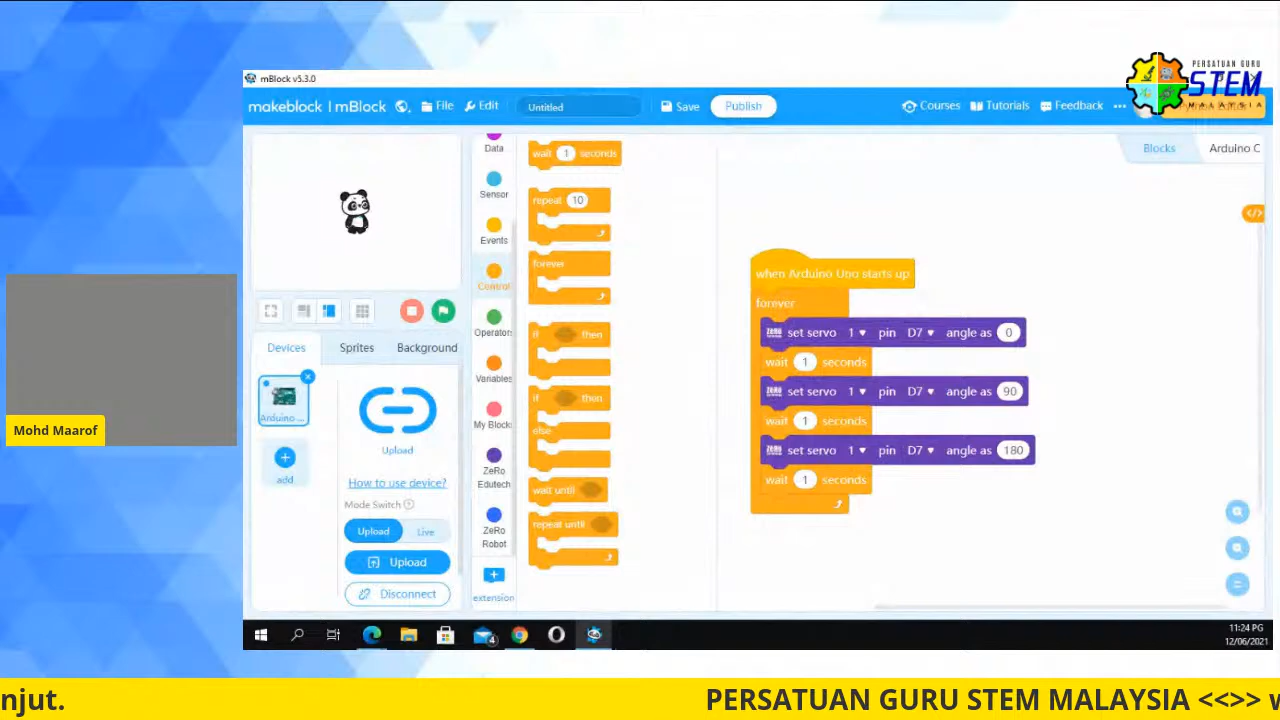 PERSATUAN GURU
STEM
MALAYSIA
mBlock v5.3.0
makeblock | mBlock
File
Edit
Untitled
Save
Publish
Courses
Tutorials
Feedback
Blocks
Arduino C
Data
Sensor
Events
Control
Operators
Variables
My Block
ZeRo
Edutech
ZeRo
Robot
extension
wait 1 seconds
repeat 10
forever
if then
if then
else
wait until
repeat until
when Arduino Uno starts up
forever
set servo 1 pin D7 angle as 0
wait 1 seconds
set servo 1 pin D7 angle as 90
wait 1 seconds
set servo 1 pin D7 angle as 180
wait 1 seconds
Devices
Sprites
Background
Arduino ...
add
Upload
How to use device?
Mode Switch
Upload
Live
Upload
Disconnect
Mohd Maarof
4
11:24 PG
12/06/2021
njut.
PERSATUAN GURU STEM MALAYSIA <<>> w